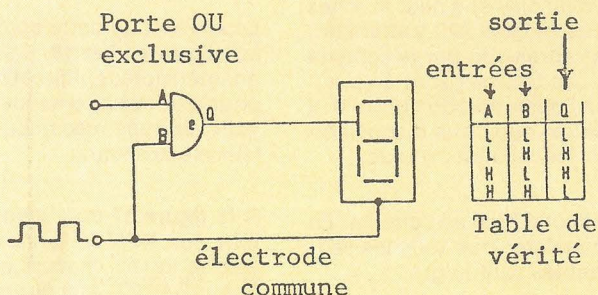 Porte OU
exclusive
sortie
entrées
A
B
e
Q
A B Q
L L L
L H H
H L H
H H L
Table de
vérité
électrode
commune